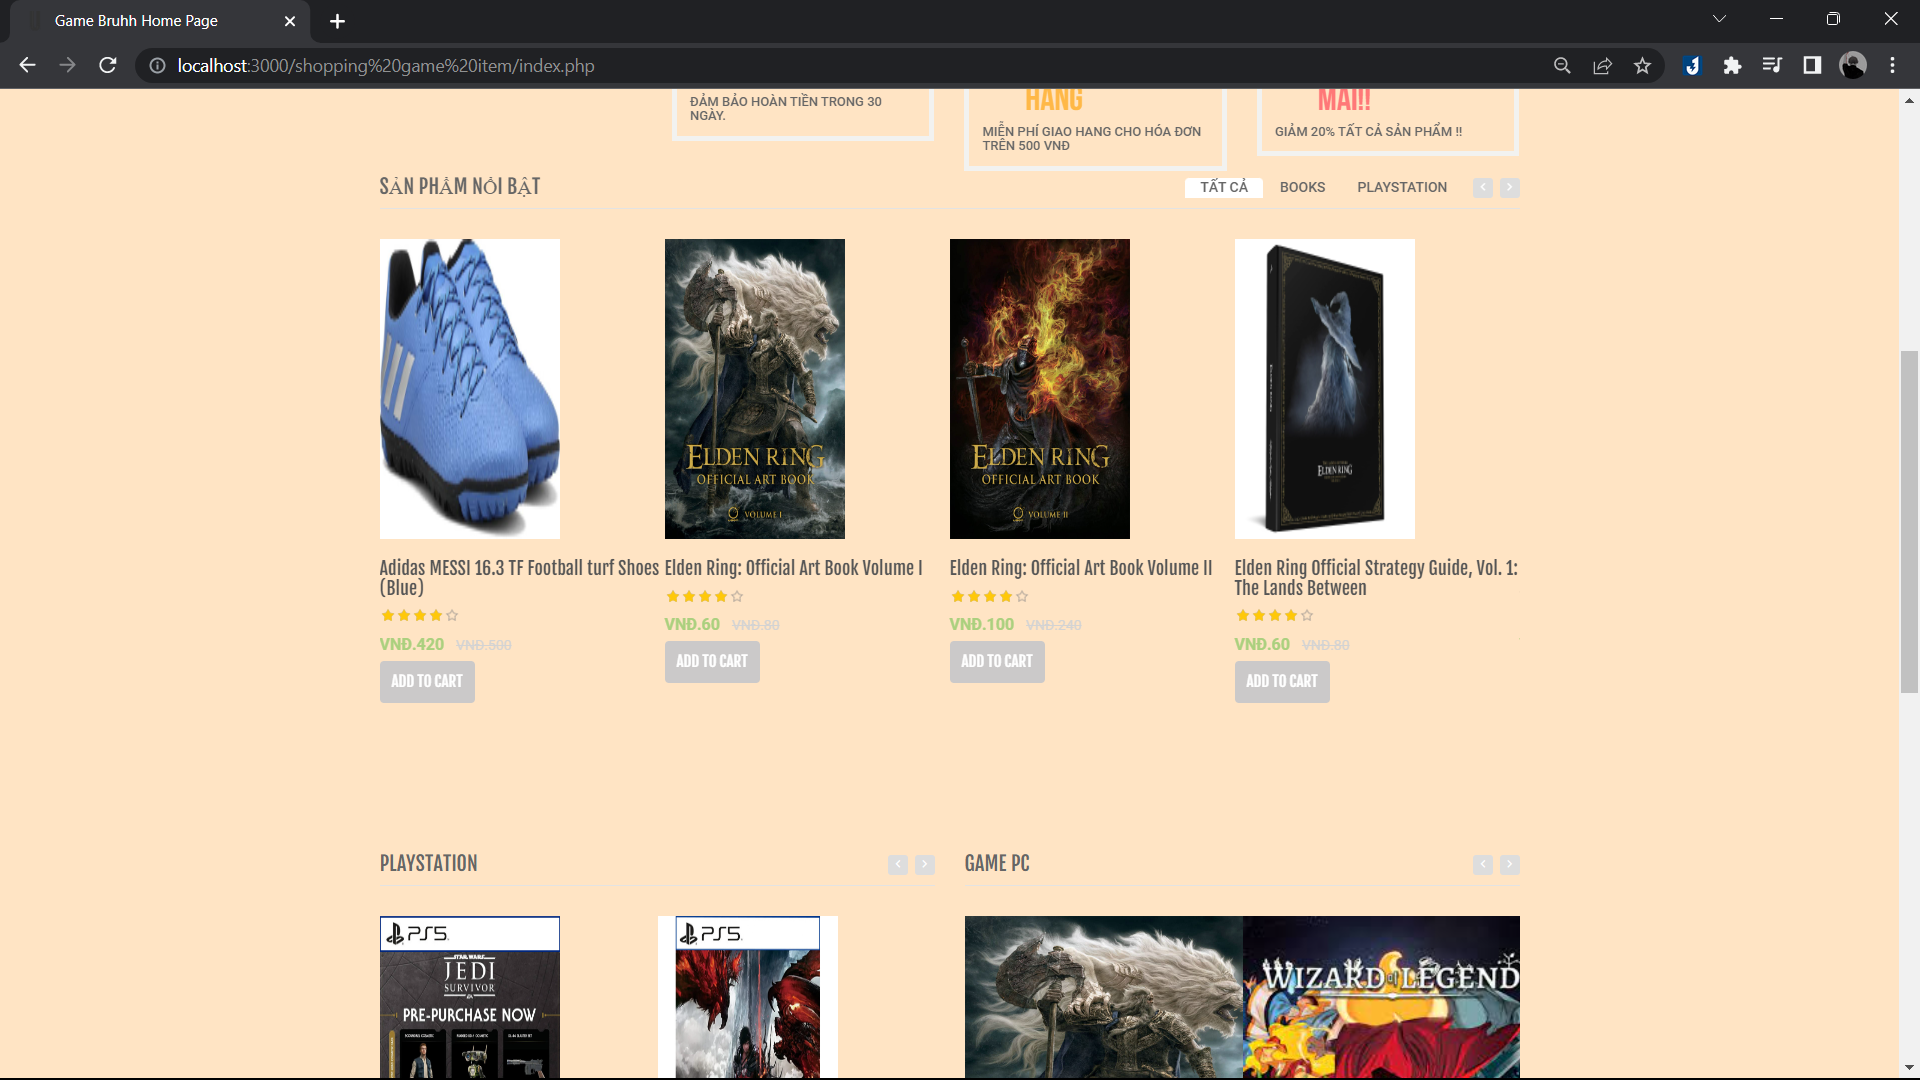 Game Bruhh Home Page
localhost:3000/shopping%20game%20item/index.php
ĐẢM BẢO HOÀN TIỀN TRONG 30
NGÀY.
HÀNG
MIỄN PHÍ GIAO HANG CHO HÓA ĐƠN
TRÊN 500 VNĐ
MÃI!!
GIẢM 20% TẤT CẢ SẢN PHẨM !!
SẢN PHẨM NỔI BẬT
TẤT CẢ
BOOKS
PLAYSTATION
ELDEN RING
OFFICIAL ART BOOK
VOLUME I
ELDEN RING
OFFICIAL ART BOOK
VOLUME II
ELDEN RING
Adidas MESSI 16.3 TF Football turf Shoes
(Blue)
VNĐ.420 VNĐ.500
ADD TO CART
Elden Ring: Official Art Book Volume I
VNĐ.60 VNĐ.80
ADD TO CART
Elden Ring: Official Art Book Volume II
VNĐ.100 VNĐ.240
ADD TO CART
Elden Ring Official Strategy Guide, Vol. 1:
The Lands Between
VNĐ.60 VNĐ.80
ADD TO CART
PLAYSTATION
GAME PC
PS5
STAR WARS
JEDI
SURVIVOR
PRE-PURCHASE NOW
PS5
WIZARD of LEGEND